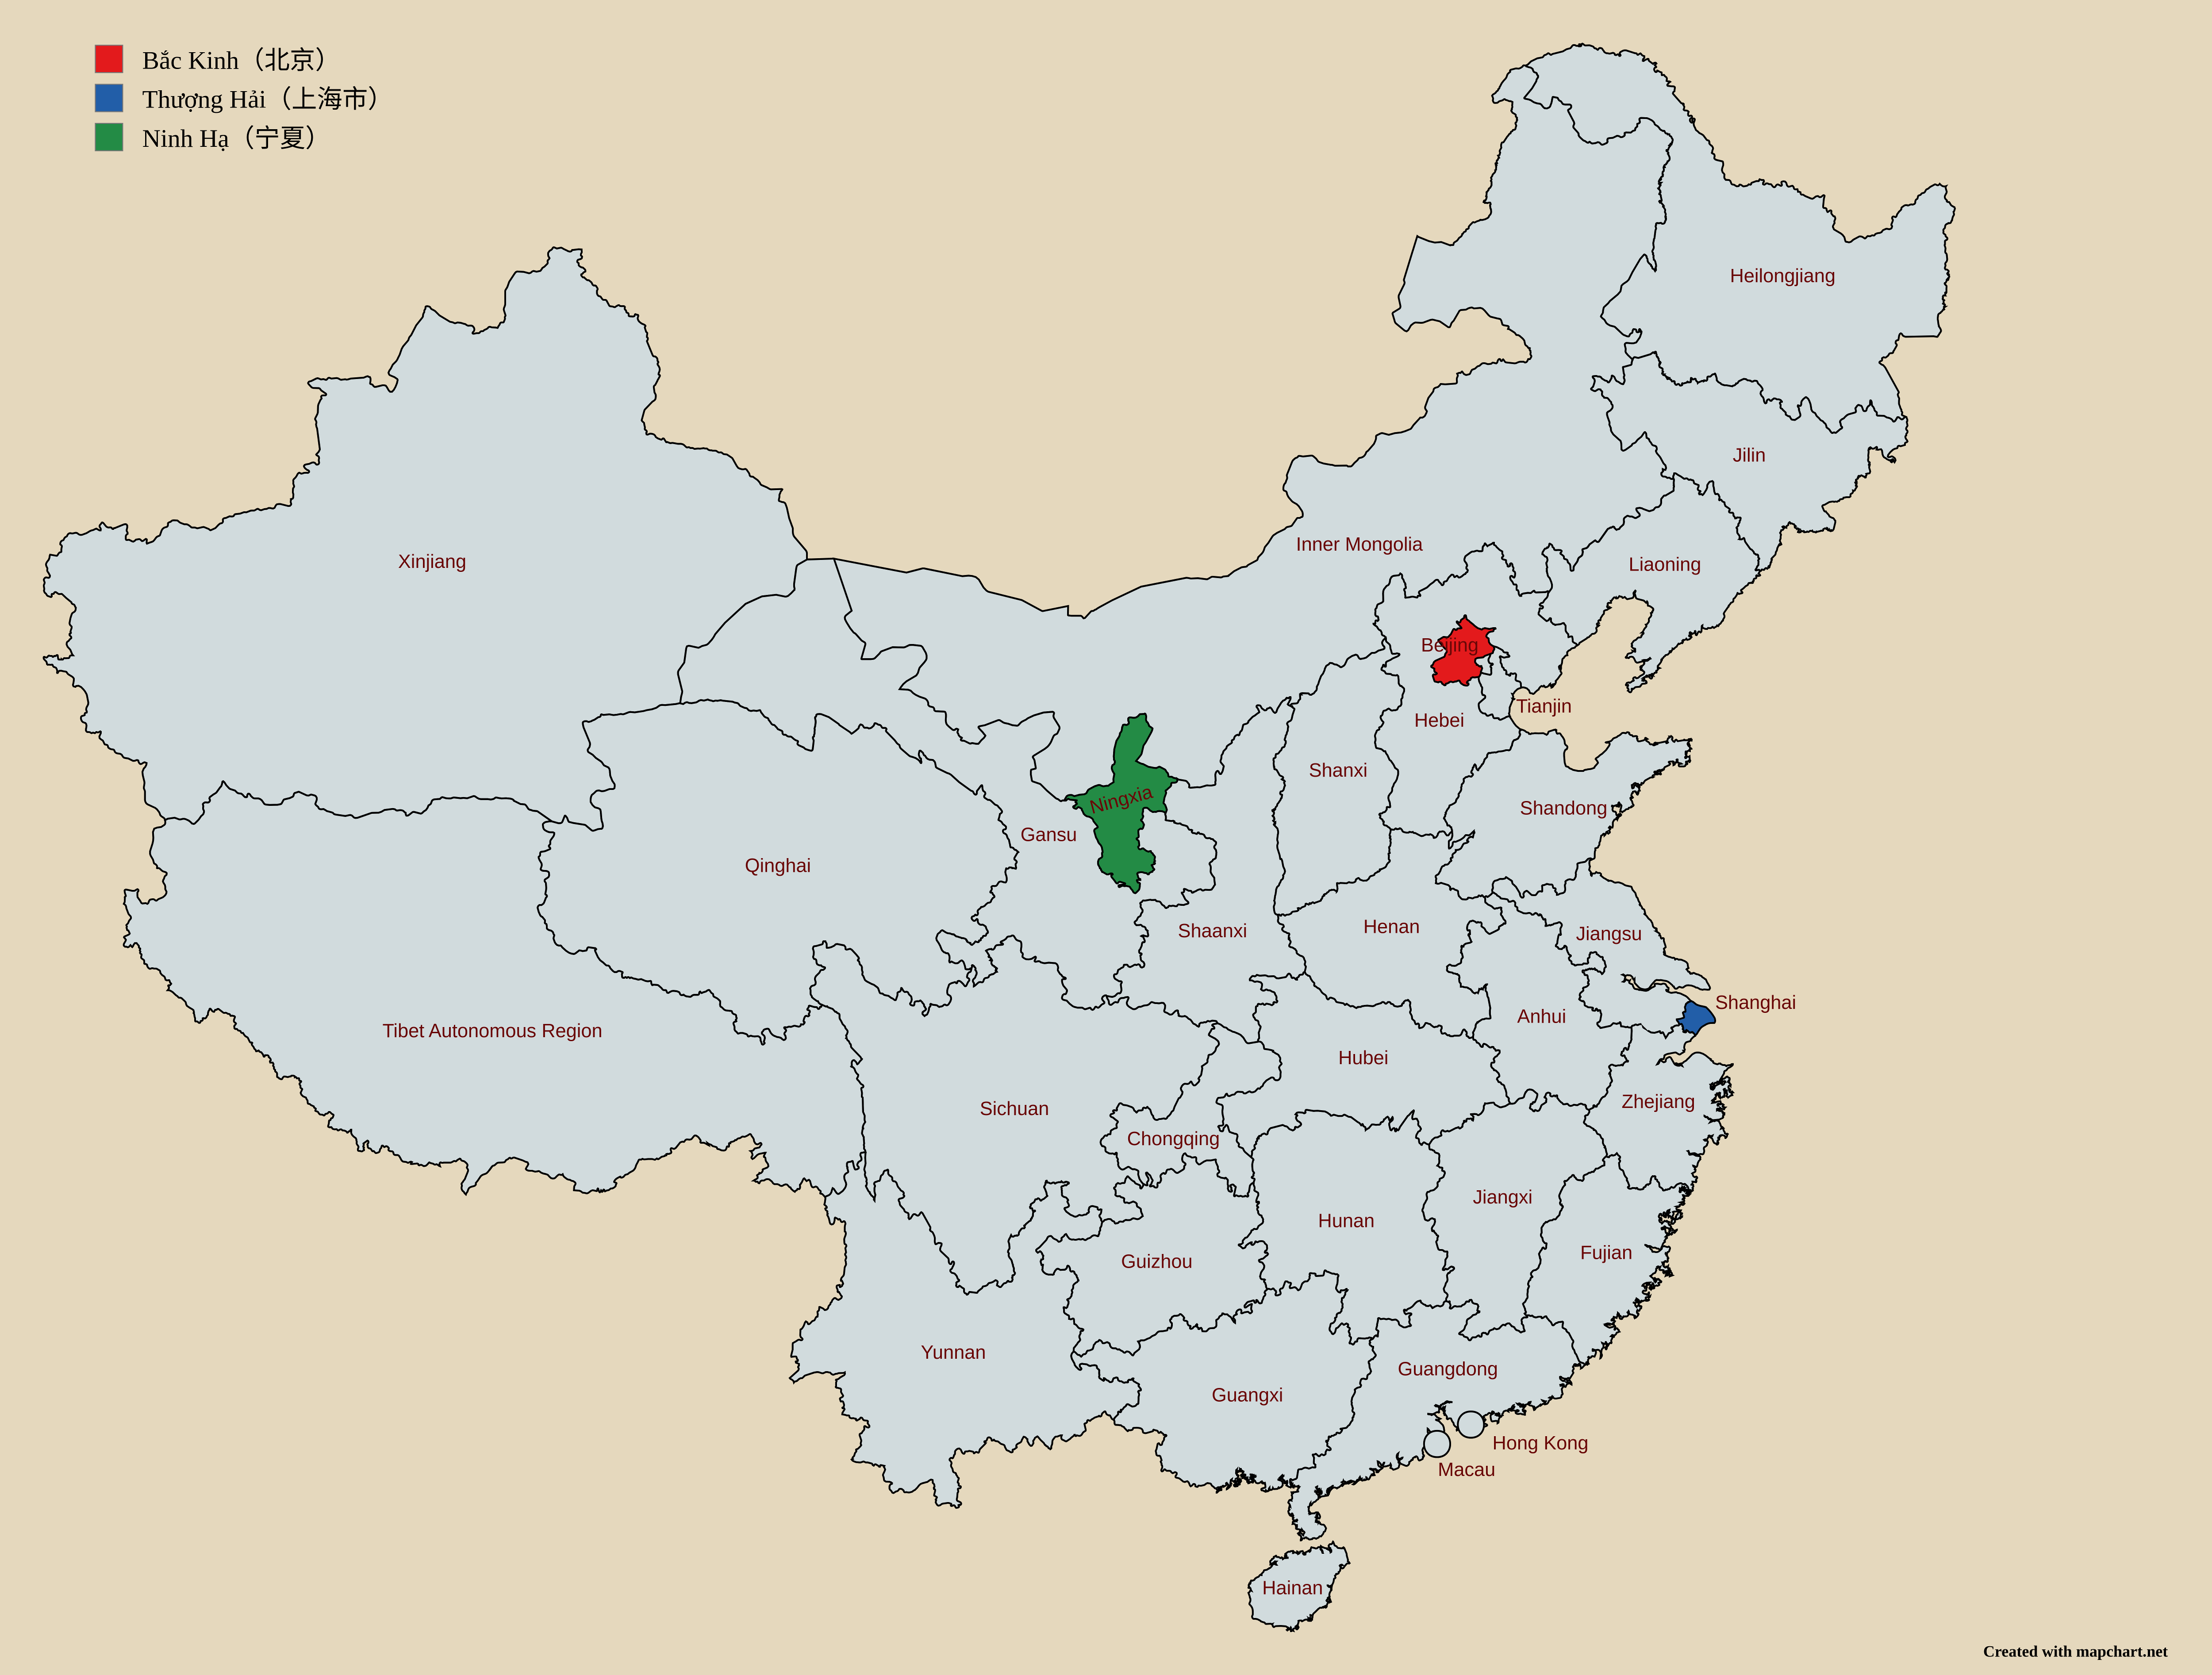 Bắc Kinh（北京）
Thượng Hải（上海市）
Ninh Hạ（宁夏）
Heilongjiang
Jilin
Inner Mongolia
Xinjiang
Liaoning
Beijing
Tianjin
Hebei
Shanxi
Ningxia
Shandong
Gansu
Qinghai
Henan
Shaanxi
Jiangsu
Shanghai
Anhui
Tibet Autonomous Region
Hubei
Zhejiang
Sichuan
Chongqing
Jiangxi
Hunan
Fujian
Guizhou
Yunnan
Guangdong
Guangxi
Hong Kong
Macau
Hainan
Created with mapchart.net